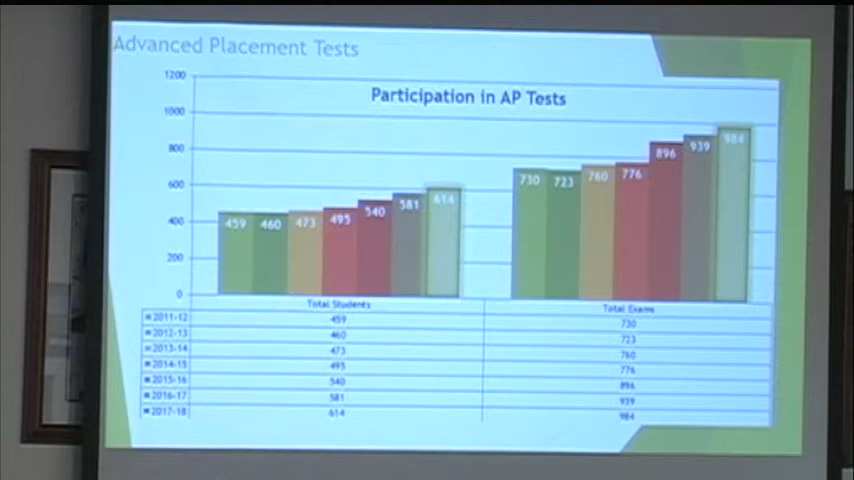 Advanced Placement Tests
Participation in AP Tests
1200
1000
800
600
400
200
0
459 460 473 495 540 581 614
730 723 760 776 896 939 984
Total Students Total Exams
2011-12 459 730
2012-13 460 723
2013-14 473 760
2014-15 495 776
2015-16 540 896
2016-17 581 939
2017-18 614 984